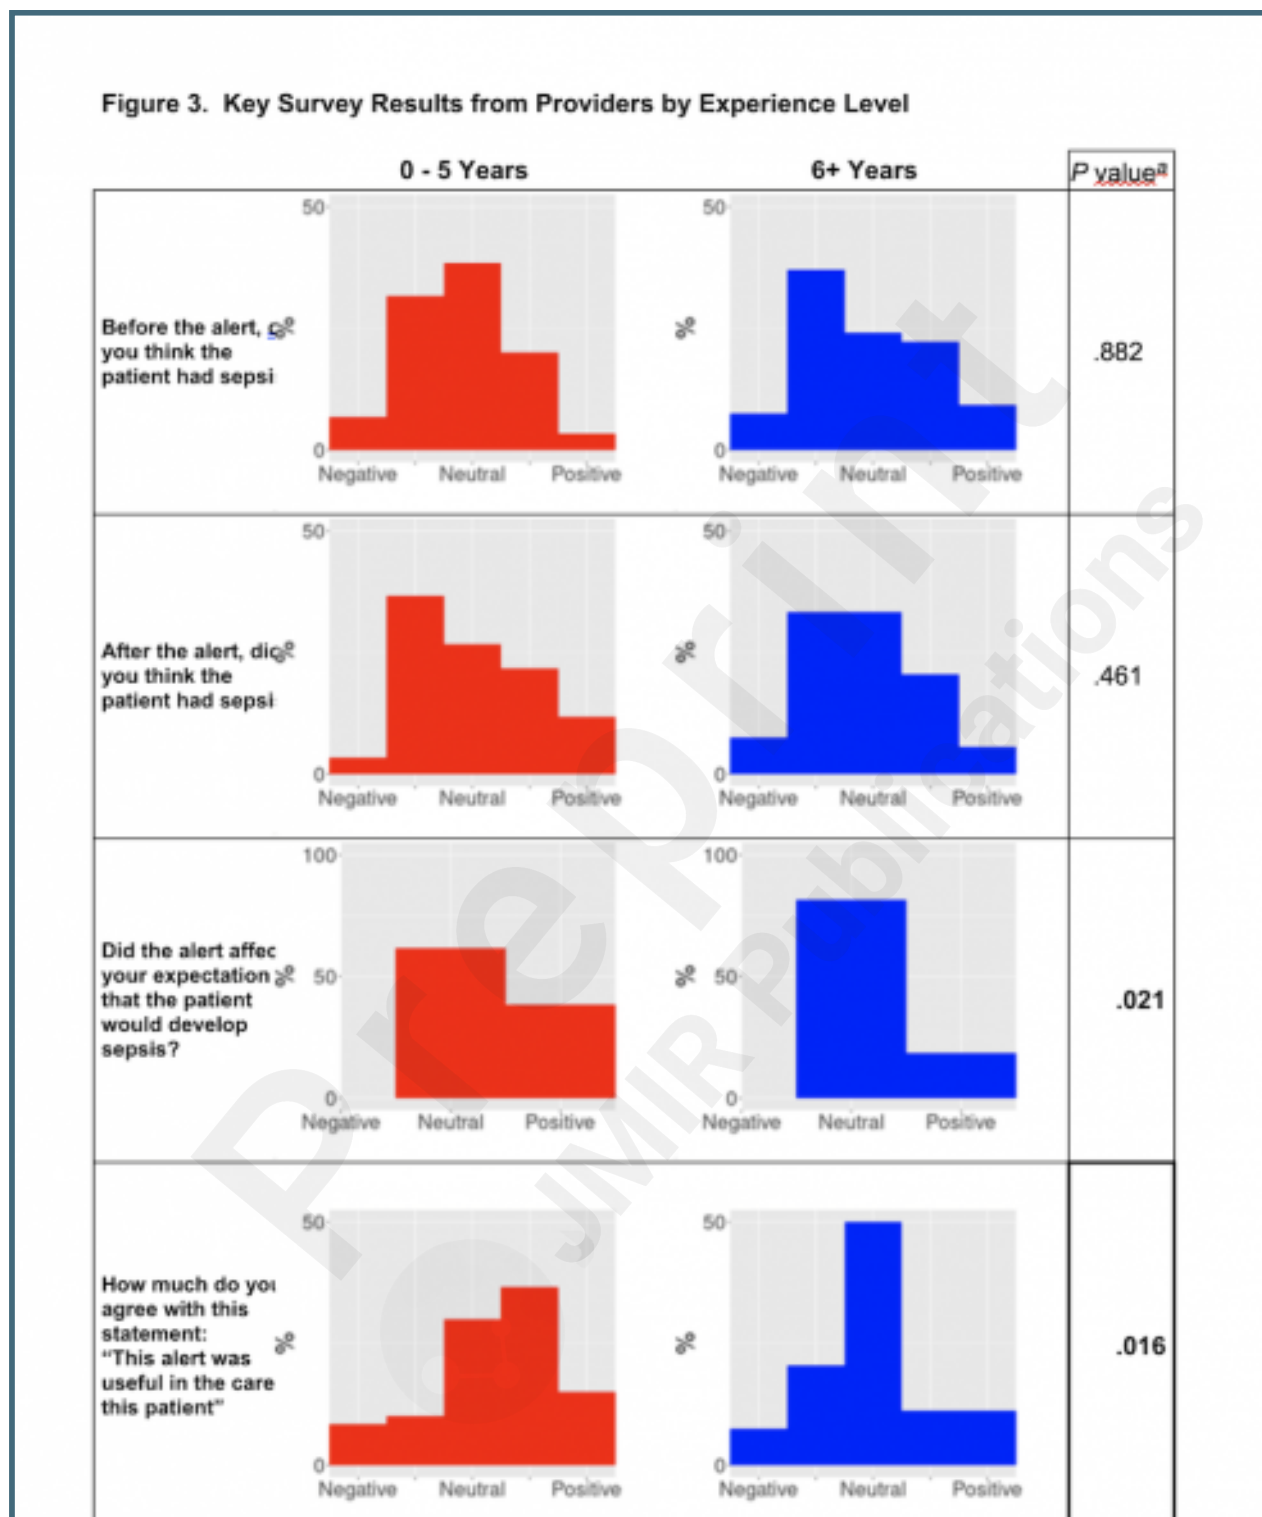 Figure 3. Key Survey Results from Providers by Experience Level
0 - 5 Years 6+ Years P valueª
Before the alert,
you think the
patient had sepsi
50
%
0
Negative Neutral Positive
50
%
0
Negative Neutral Positive
.882
After the alert, did
you think the
patient had sepsi
50
%
0
Negative Neutral Positive
50
%
0
Negative Neutral Positive
.461
Did the alert affec
your expectation
that the patient
would develop
sepsis?
100
%
50
0
Negative Neutral Positive
100
%
50
0
Negative Neutral Positive
.021
How much do you
agree with this
statement:
“This alert was
useful in the care
this patient”
50
%
0
Negative Neutral Positive
50
%
0
Negative Neutral Positive
.016
Preprint
JMIR Publications